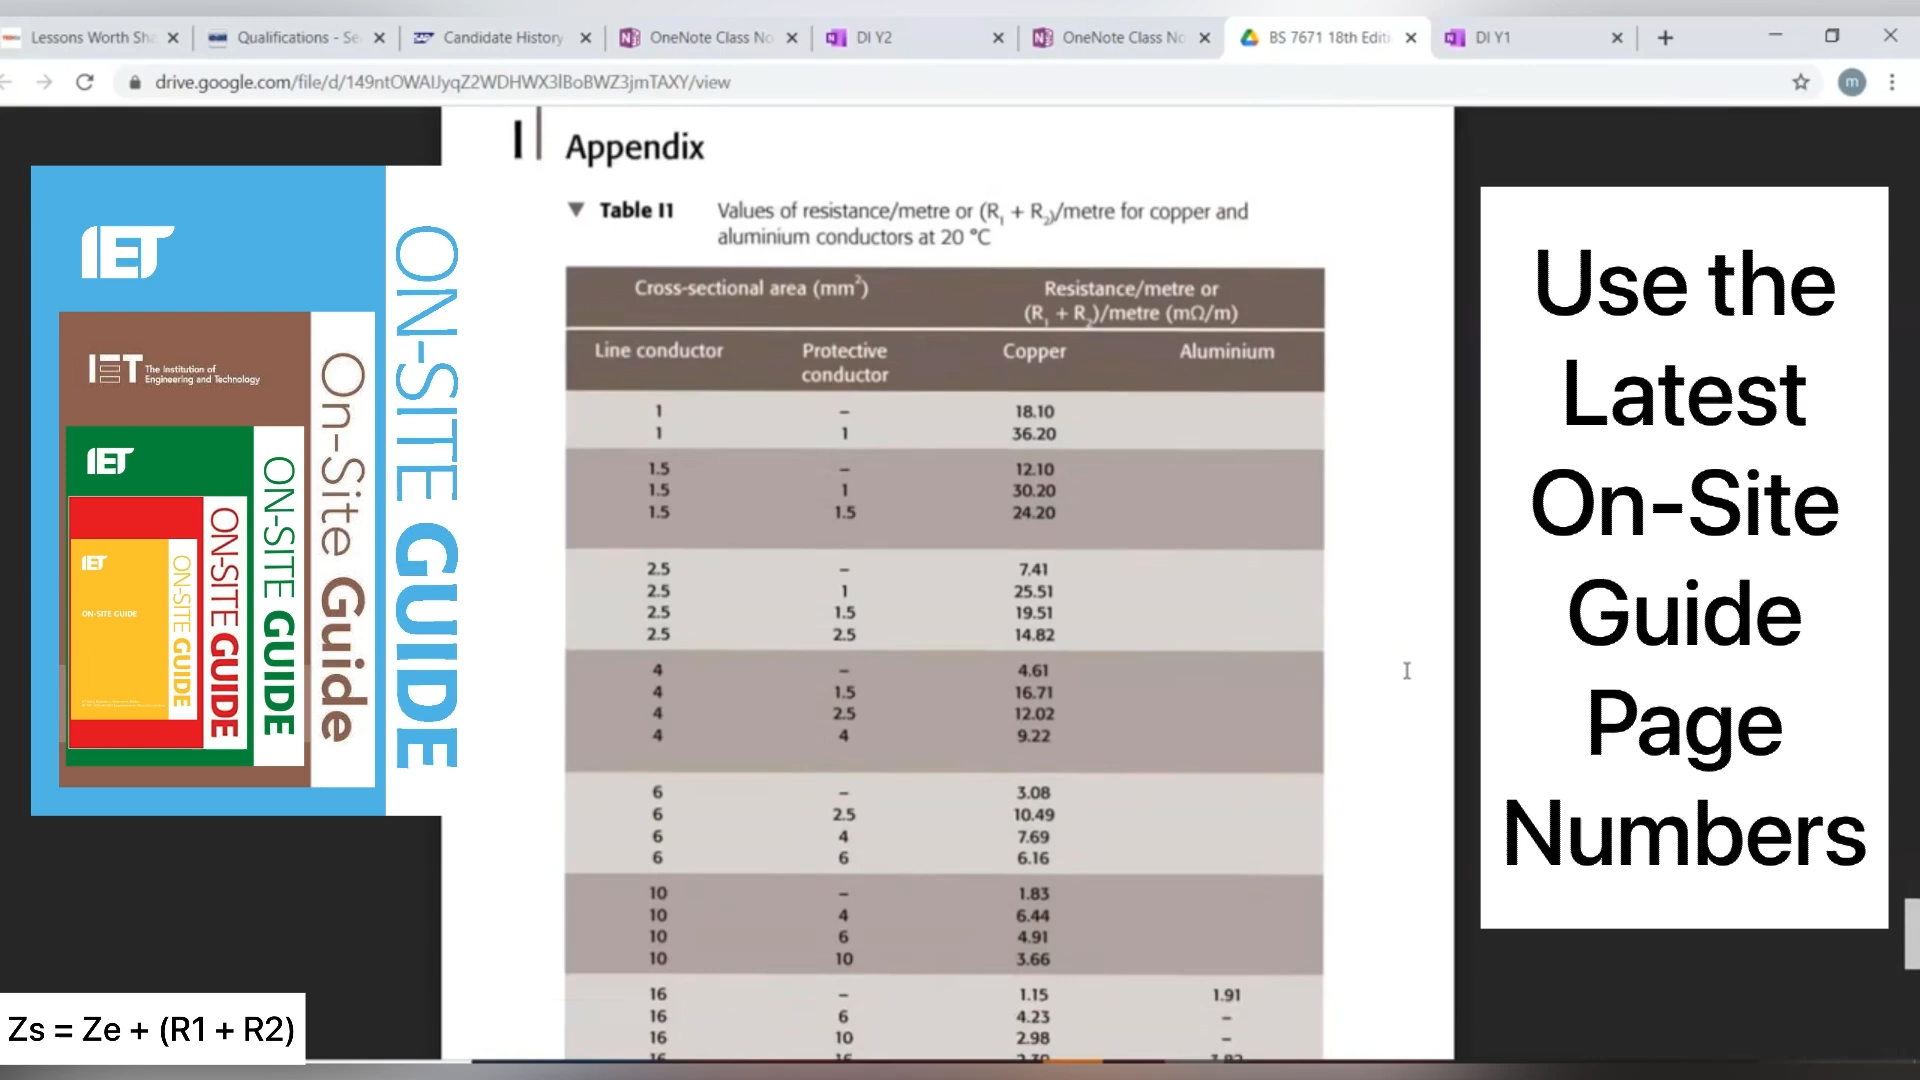 Lessons Worth Sha
Qualifications - Se
Candidate History
OneNote Class No
DI Y2
OneNote Class No
BS 7671 18th Editi
DI Y1
drive.google.com/file/d/149ntOWAIJyqZ2WDHWX3lBoBWZ3jmTAXY/view
m
I Appendix
Table I1 Values of resistance/metre or (R₁ + R₂)/metre for copper and
aluminium conductors at 20 °C
Cross-sectional area (mm²) Resistance/metre or
(R₁ + R₂)/metre (mΩ/m)
Line conductor Protective Copper Aluminium
conductor
1 – 18.10
1 1 36.20
1.5 – 12.10
1.5 1 30.20
1.5 1.5 24.20
2.5 – 7.41
2.5 1 25.51
2.5 1.5 19.51
2.5 2.5 14.82
4 – 4.61
4 1.5 16.71
4 2.5 12.02
4 4 9.22
6 – 3.08
6 2.5 10.49
6 4 7.69
6 6 6.16
10 – 1.83
10 4 6.44
10 6 4.91
10 10 3.66
16 – 1.15 1.91
16 6 4.23 –
16 10 2.98 –
IET
ON-SITE GUIDE
IET The Institution of
Engineering and Technology
On-Site Guide
IET
ON-SITE GUIDE
ON-SITE GUIDE
IET
ON-SITE GUIDE
ON-SITE GUIDE
Use the
Latest
On-Site
Guide
Page
Numbers
Zs = Ze + (R1 + R2)